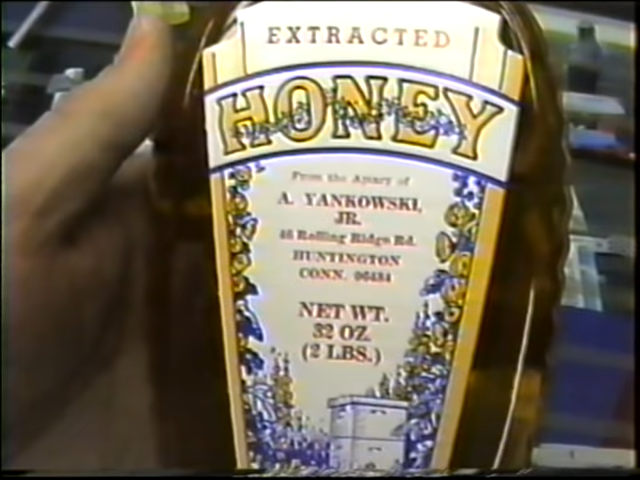 EXTRACTED
HONEY
From the Apiary of
A. YANKOWSKI,
JR.
46 Rolling Ridge Rd.
HUNTINGTON
CONN. 06484
NET WT.
32 OZ.
(2 LBS.)